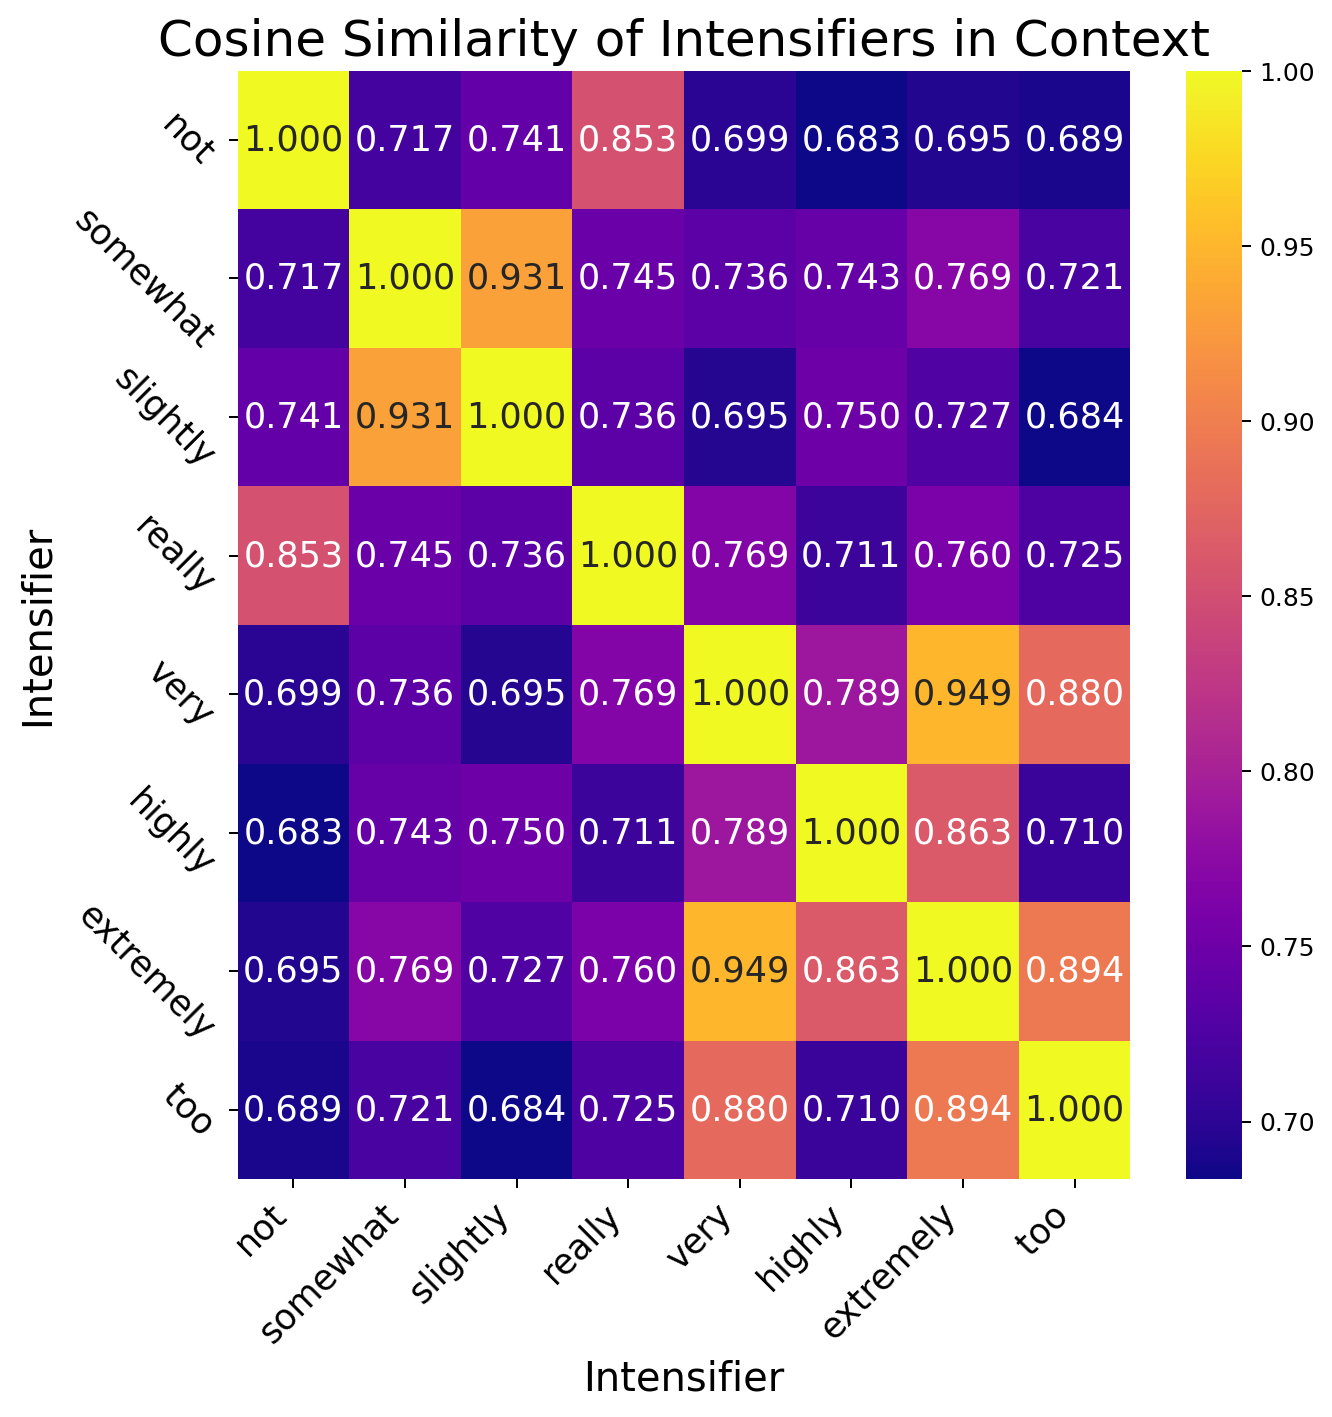 Cosine Similarity of Intensifiers in Context
not 1.000 0.717 0.741 0.853 0.699 0.683 0.695 0.689
somewhat 0.717 1.000 0.931 0.745 0.736 0.743 0.769 0.721
slightly 0.741 0.931 1.000 0.736 0.695 0.750 0.727 0.684
really 0.853 0.745 0.736 1.000 0.769 0.711 0.760 0.725
very 0.699 0.736 0.695 0.769 1.000 0.789 0.949 0.880
highly 0.683 0.743 0.750 0.711 0.789 1.000 0.863 0.710
extremely 0.695 0.769 0.727 0.760 0.949 0.863 1.000 0.894
too 0.689 0.721 0.684 0.725 0.880 0.710 0.894 1.000
not somewhat slightly really very highly extremely too
Intensifier
Intensifier
1.00
0.95
0.90
0.85
0.80
0.75
0.70